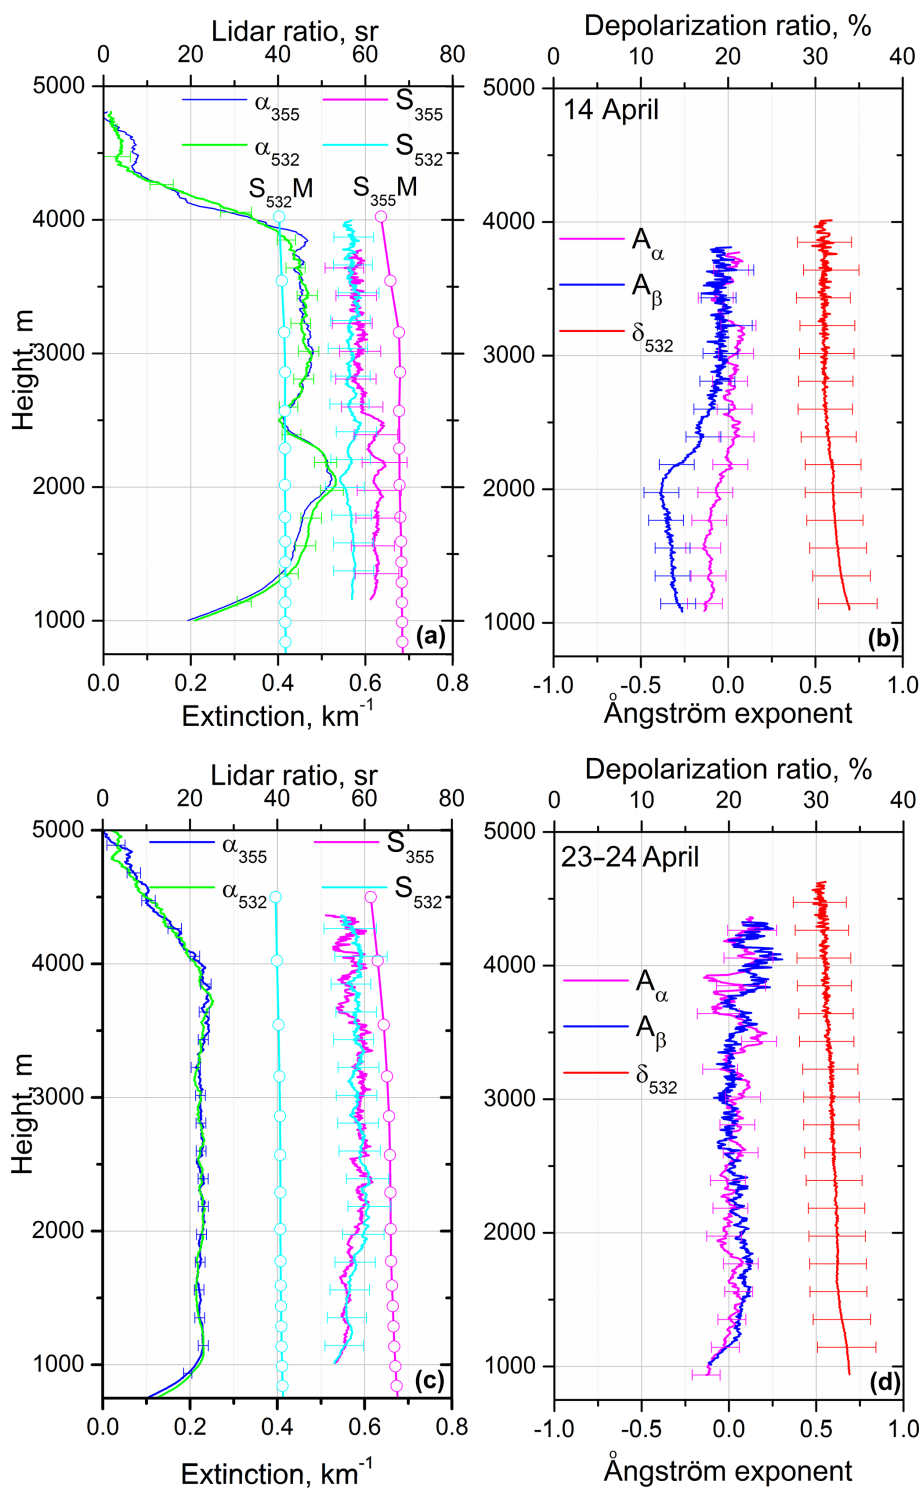 Lidar ratio, sr
0 20 40 60 80
5000
4000
3000
2000
1000
Height, m
α355 S355
α532 S532
S532M S355M
(a)
0.0 0.2 0.4 0.6 0.8
Extinction, km-1
Depolarization ratio, %
0 10 20 30 40
14 April
5000
4000
3000
2000
1000
Aα
Aβ
δ532
(b)
-1.0 -0.5 0.0 0.5 1.0
Ångström exponent
Lidar ratio, sr
0 20 40 60 80
5000
4000
3000
2000
1000
Height, m
α355 S355
α532 S532
(c)
0.0 0.2 0.4 0.6 0.8
Extinction, km-1
Depolarization ratio, %
0 10 20 30 40
23–24 April
5000
4000
3000
2000
1000
Aα
Aβ
δ532
(d)
-1.0 -0.5 0.0 0.5 1.0
Ångström exponent